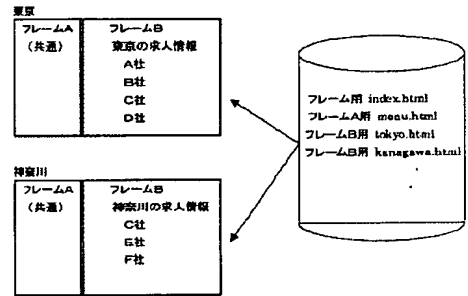 東京
フレームA
(共通)
フレームB
東京の求人情報
A社
B社
C社
D社
神奈川
フレームA
(共通)
フレームB
神奈川の求人情報
C社
E社
F社
フレーム用 index.html
フレームA用 menu.html
フレームB用 tokyo.html
フレームB用 kanagawa.html